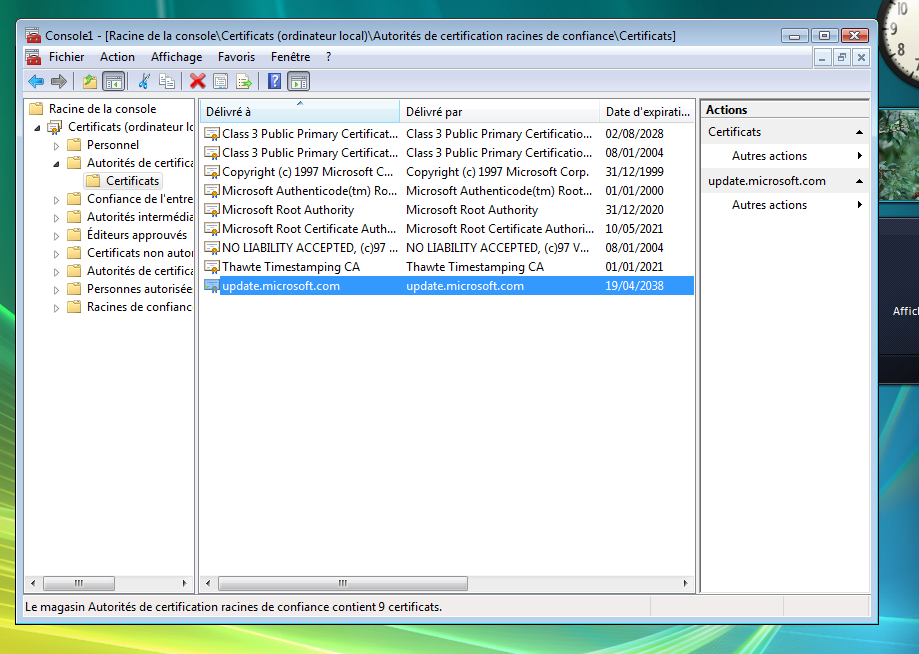 Console1 - [Racine de la console\Certificats (ordinateur local)\Autorités de certification racines de confiance\Certificats]
Fichier Action Affichage Favoris Fenêtre ?
Racine de la console
Certificats (ordinateur lo
Personnel
Autorités de certifica
Certificats
Confiance de l'entre
Autorités intermédia
Éditeurs approuvés
Certificats non autor
Autorités de certifica
Personnes autorisée
Racines de confianc
Délivré à Délivré par Date d'expirati...
Class 3 Public Primary Certificat... Class 3 Public Primary Certificatio... 02/08/2028
Class 3 Public Primary Certificat... Class 3 Public Primary Certificatio... 08/01/2004
Copyright (c) 1997 Microsoft C... Copyright (c) 1997 Microsoft Corp. 31/12/1999
Microsoft Authenticode(tm) Ro... Microsoft Authenticode(tm) Root... 01/01/2000
Microsoft Root Authority Microsoft Root Authority 31/12/2020
Microsoft Root Certificate Auth... Microsoft Root Certificate Authori... 10/05/2021
NO LIABILITY ACCEPTED, (c)97 ... NO LIABILITY ACCEPTED, (c)97 V... 08/01/2004
Thawte Timestamping CA Thawte Timestamping CA 01/01/2021
update.microsoft.com update.microsoft.com 19/04/2038
Actions
Certificats
Autres actions
update.microsoft.com
Autres actions
Le magasin Autorités de certification racines de confiance contient 9 certificats.
10
9
8
7
Affic